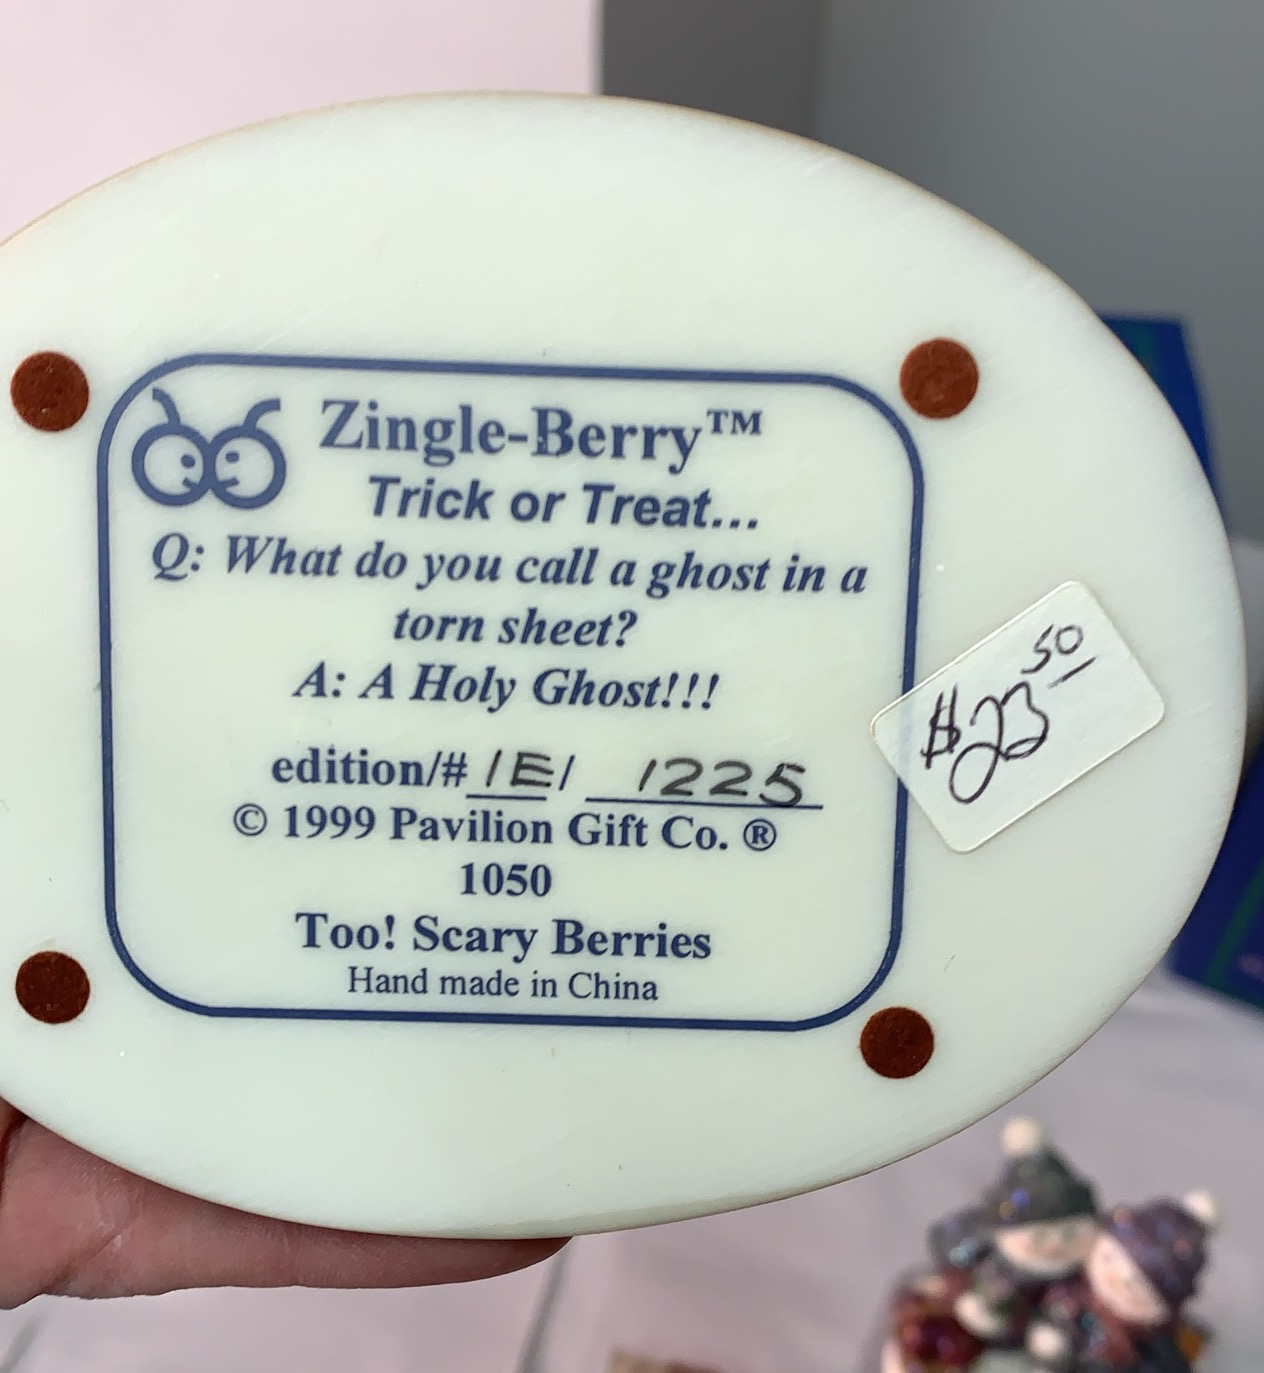 Zingle-Berry™
Trick or Treat...
Q: What do you call a ghost in a
torn sheet?
A: A Holy Ghost!!!
edition/# 1E/ 1225
© 1999 Pavilion Gift Co. ®
1050
Too! Scary Berries
Hand made in China
$23 50